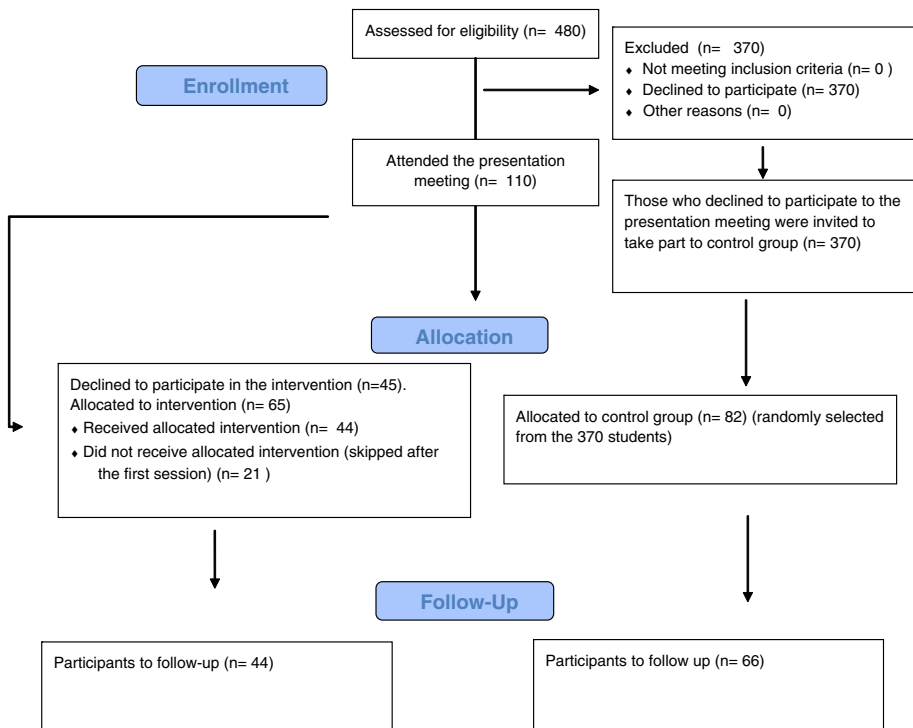 Assessed for eligibility (n= 480)
Excluded (n= 370)
♦ Not meeting inclusion criteria (n= 0 )
♦ Declined to participate (n= 370)
♦ Other reasons (n= 0)
Enrollment
Attended the presentation
meeting (n= 110)
Those who declined to participate to the
presentation meeting were invited to
take part to control group (n= 370)
Allocation
Declined to participate in the intervention (n=45).
Allocated to intervention (n= 65)
♦ Received allocated intervention (n= 44)
♦ Did not receive allocated intervention (skipped after
the first session) (n= 21 )
Allocated to control group (n= 82) (randomly selected
from the 370 students)
Follow-Up
Participants to follow-up (n= 44)
Participants to follow up (n= 66)